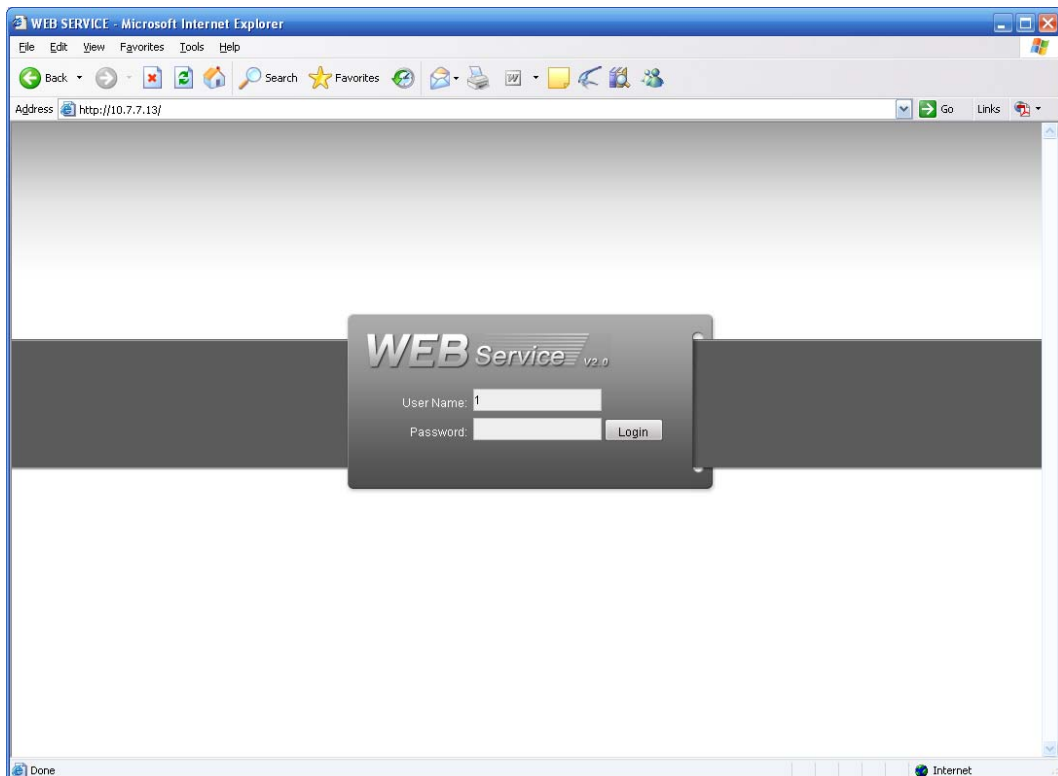 WEB SERVICE - Microsoft Internet Explorer
File Edit View Favorites Tools Help
Back Search Favorites W
Address http://10.7.7.13/ Go Links
WEB Service V2.0
User Name: 1
Password: Login
Done Internet